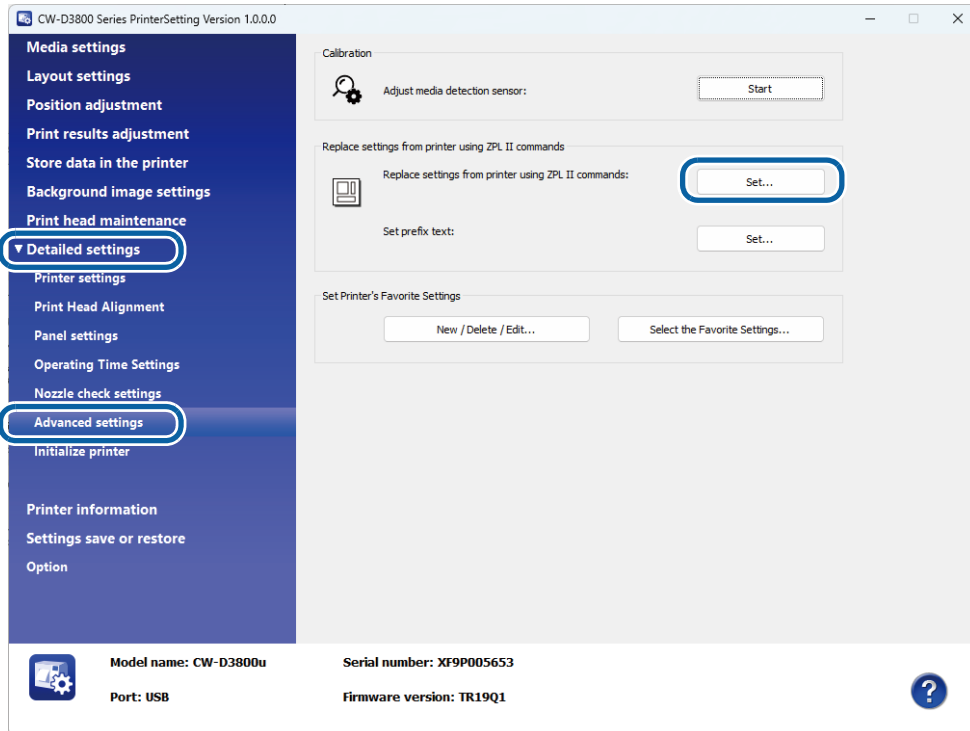 CW-D3800 Series PrinterSetting Version 1.0.0.0
Media settings
Layout settings
Position adjustment
Print results adjustment
Store data in the printer
Background image settings
Print head maintenance
▼ Detailed settings
Printer settings
Print Head Alignment
Panel settings
Operating Time Settings
Nozzle check settings
Advanced settings
Initialize printer
Printer information
Settings save or restore
Option
Calibration
Adjust media detection sensor:
Start
Replace settings from printer using ZPL II commands
Replace settings from printer using ZPL II commands:
Set...
Set prefix text:
Set...
Set Printer's Favorite Settings
New / Delete / Edit...
Select the Favorite Settings...
Model name: CW-D3800u
Serial number: XF9P005653
Port: USB
Firmware version: TR19Q1
?